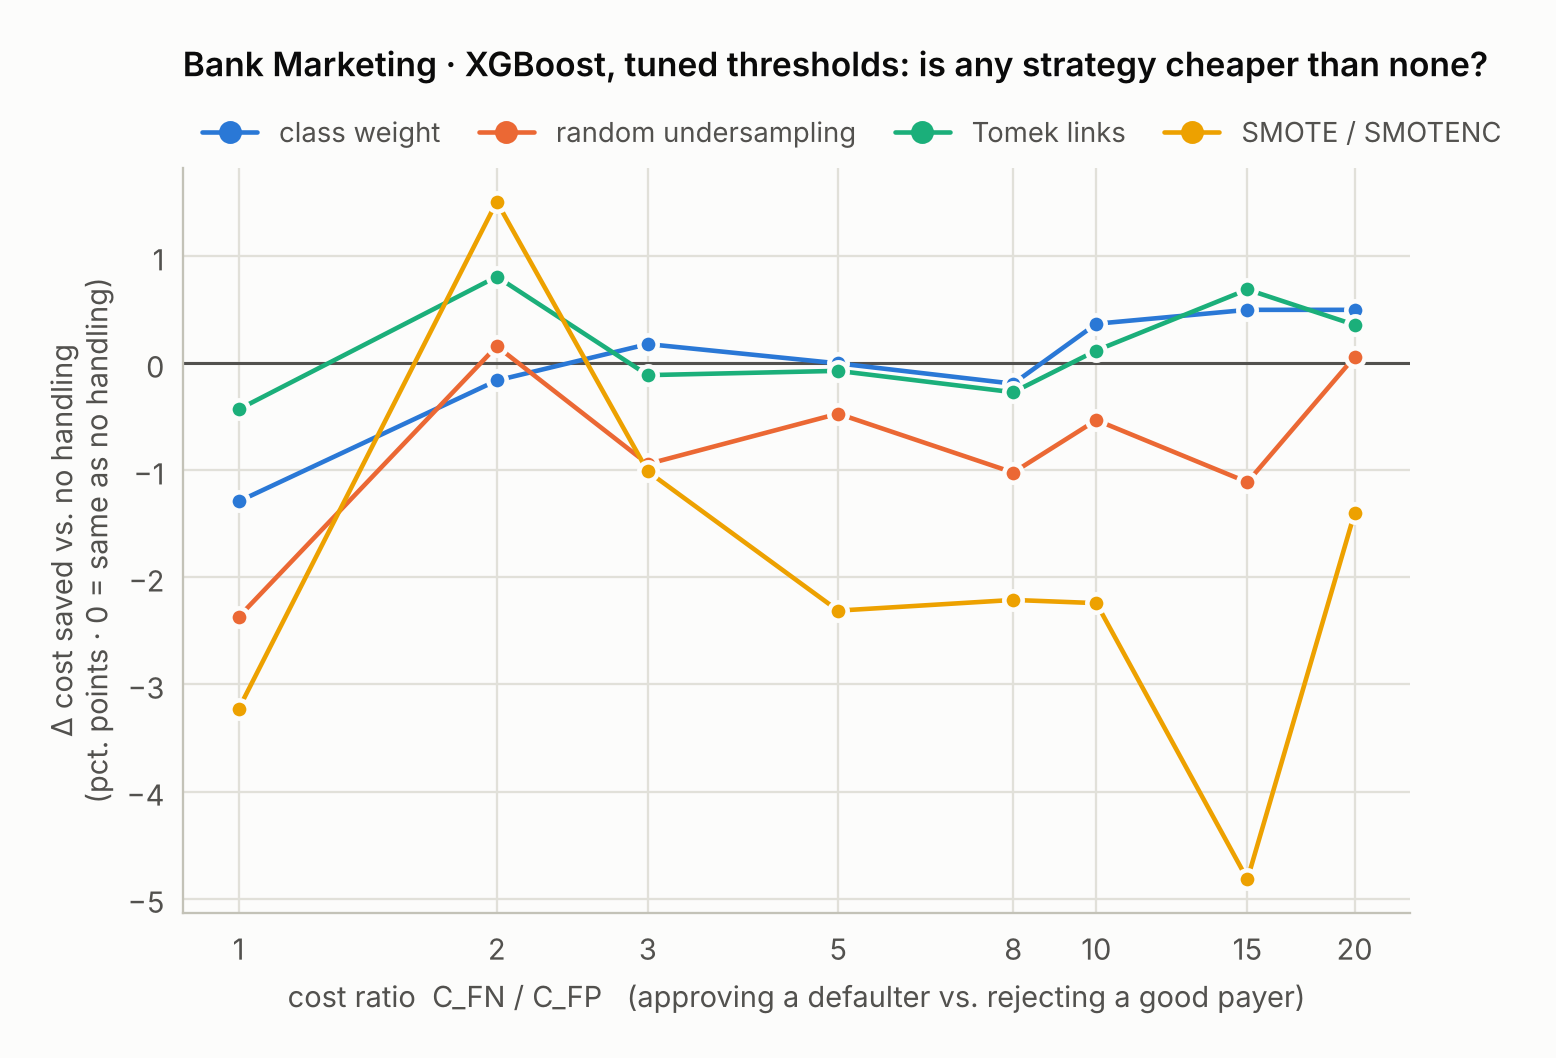 Bank Marketing · XGBoost, tuned thresholds: is any strategy cheaper than none?
class weight
random undersampling
Tomek links
SMOTE / SMOTENC
Δ cost saved vs. no handling
(pct. points · 0 = same as no handling)
1
0
−1
−2
−3
−4
−5
1
2
3
5
8
10
15
20
cost ratio  C_FN / C_FP   (approving a defaulter vs. rejecting a good payer)